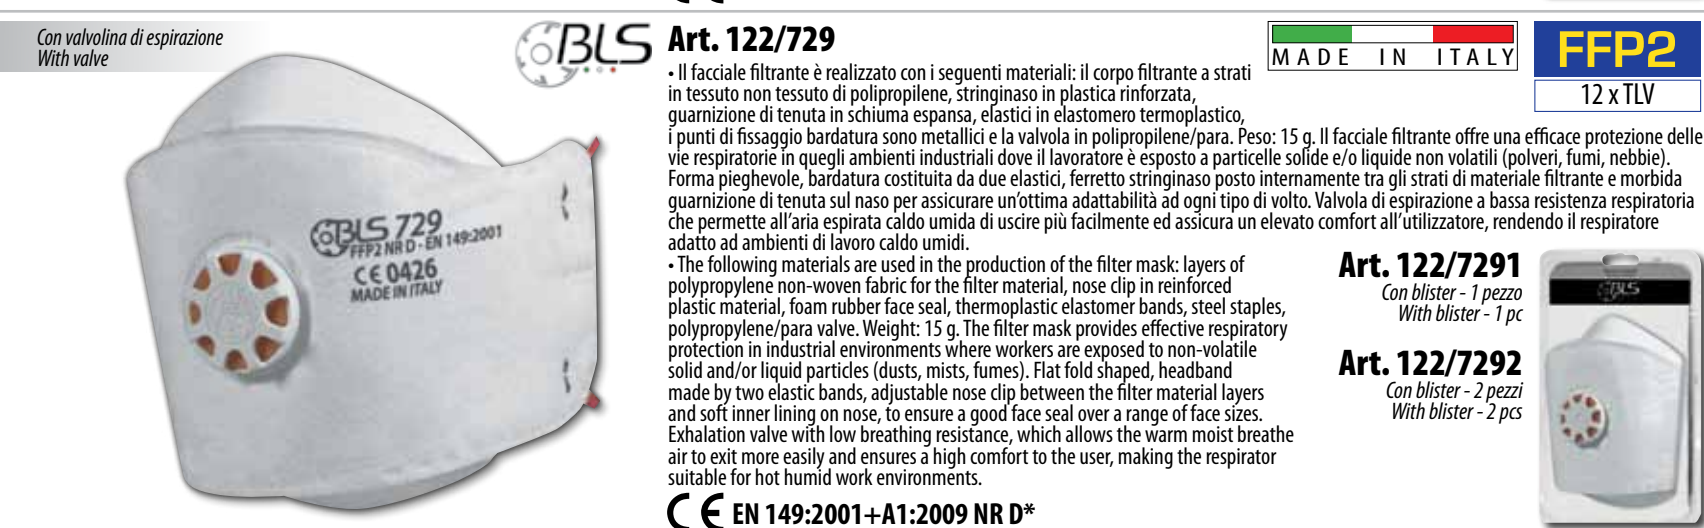 Con valvolina di espirazione
With valve
BLS
Art. 122/729
MADE IN ITALY
FFP2
12 x TLV
• Il facciale filtrante è realizzato con i seguenti materiali: il corpo filtrante a strati
in tessuto non tessuto di polipropilene, stringinaso in plastica rinforzata,
guarnizione di tenuta in schiuma espansa, elastici in elastomero termoplastico,
i punti di fissaggio bardatura sono metallici e la valvola in polipropilene/para. Peso: 15 g. Il facciale filtrante offre una efficace protezione delle
vie respiratorie in quegli ambienti industriali dove il lavoratore è esposto a particelle solide e/o liquide non volatili (polveri, fumi, nebbie).
Forma pieghevole, bardatura costituita da due elastici, ferretto stringinaso posto internamente tra gli strati di materiale filtrante e morbida
guarnizione di tenuta sul naso per assicurare un'ottima adattabilità ad ogni tipo di volto. Valvola di espirazione a bassa resistenza respiratoria
che permette all'aria espirata caldo umida di uscire più facilmente ed assicura un elevato comfort all'utilizzatore, rendendo il respiratore
adatto ad ambienti di lavoro caldo umidi.
• The following materials are used in the production of the filter mask: layers of
polypropylene non-woven fabric for the filter material, nose clip in reinforced
plastic material, foam rubber face seal, thermoplastic elastomer bands, steel staples,
polypropylene/para valve. Weight: 15 g. The filter mask provides effective respiratory
protection in industrial environments where workers are exposed to non-volatile
solid and/or liquid particles (dusts, mists, fumes). Flat fold shaped, headband
made by two elastic bands, adjustable nose clip between the filter material layers
and soft inner lining on nose, to ensure a good face seal over a range of face sizes.
Exhalation valve with low breathing resistance, which allows the warm moist breathe
air to exit more easily and ensures a high comfort to the user, making the respirator
suitable for hot humid work environments.
CE EN 149:2001+A1:2009 NR D*
BLS 729
FFP2 NR D - EN 149:2001
CE 0426
MADE IN ITALY
BLS
Art. 122/7291
Con blister - 1 pezzo
With blister - 1 pc
Art. 122/7292
Con blister - 2 pezzi
With blister - 2 pcs
BLS